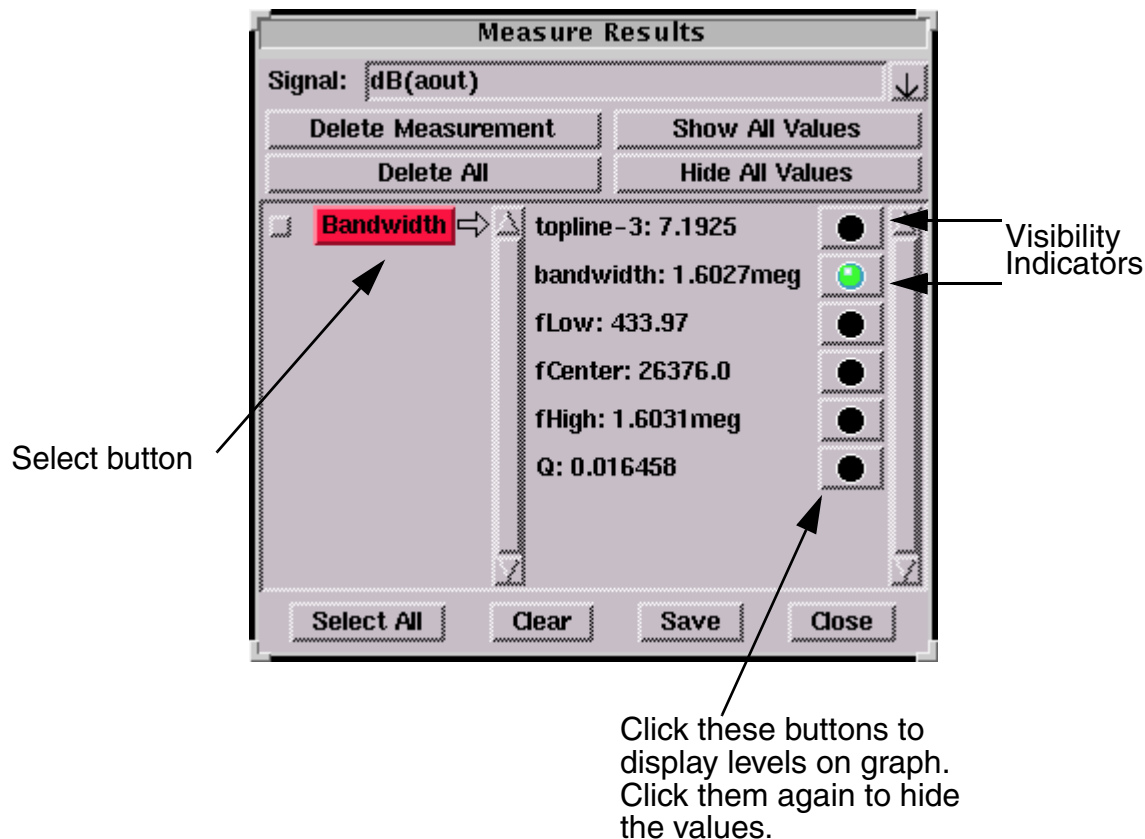 Measure Results
Signal: dB(aout)
Delete Measurement Show All Values
Delete All Hide All Values
Bandwidth
topline-3: 7.1925
bandwidth: 1.6027meg
fLow: 433.97
fCenter: 26376.0
fHigh: 1.6031meg
Q: 0.016458
Visibility
Indicators
Select button
Select All Clear Save Close
Click these buttons to
display levels on graph.
Click them again to hide
the values.